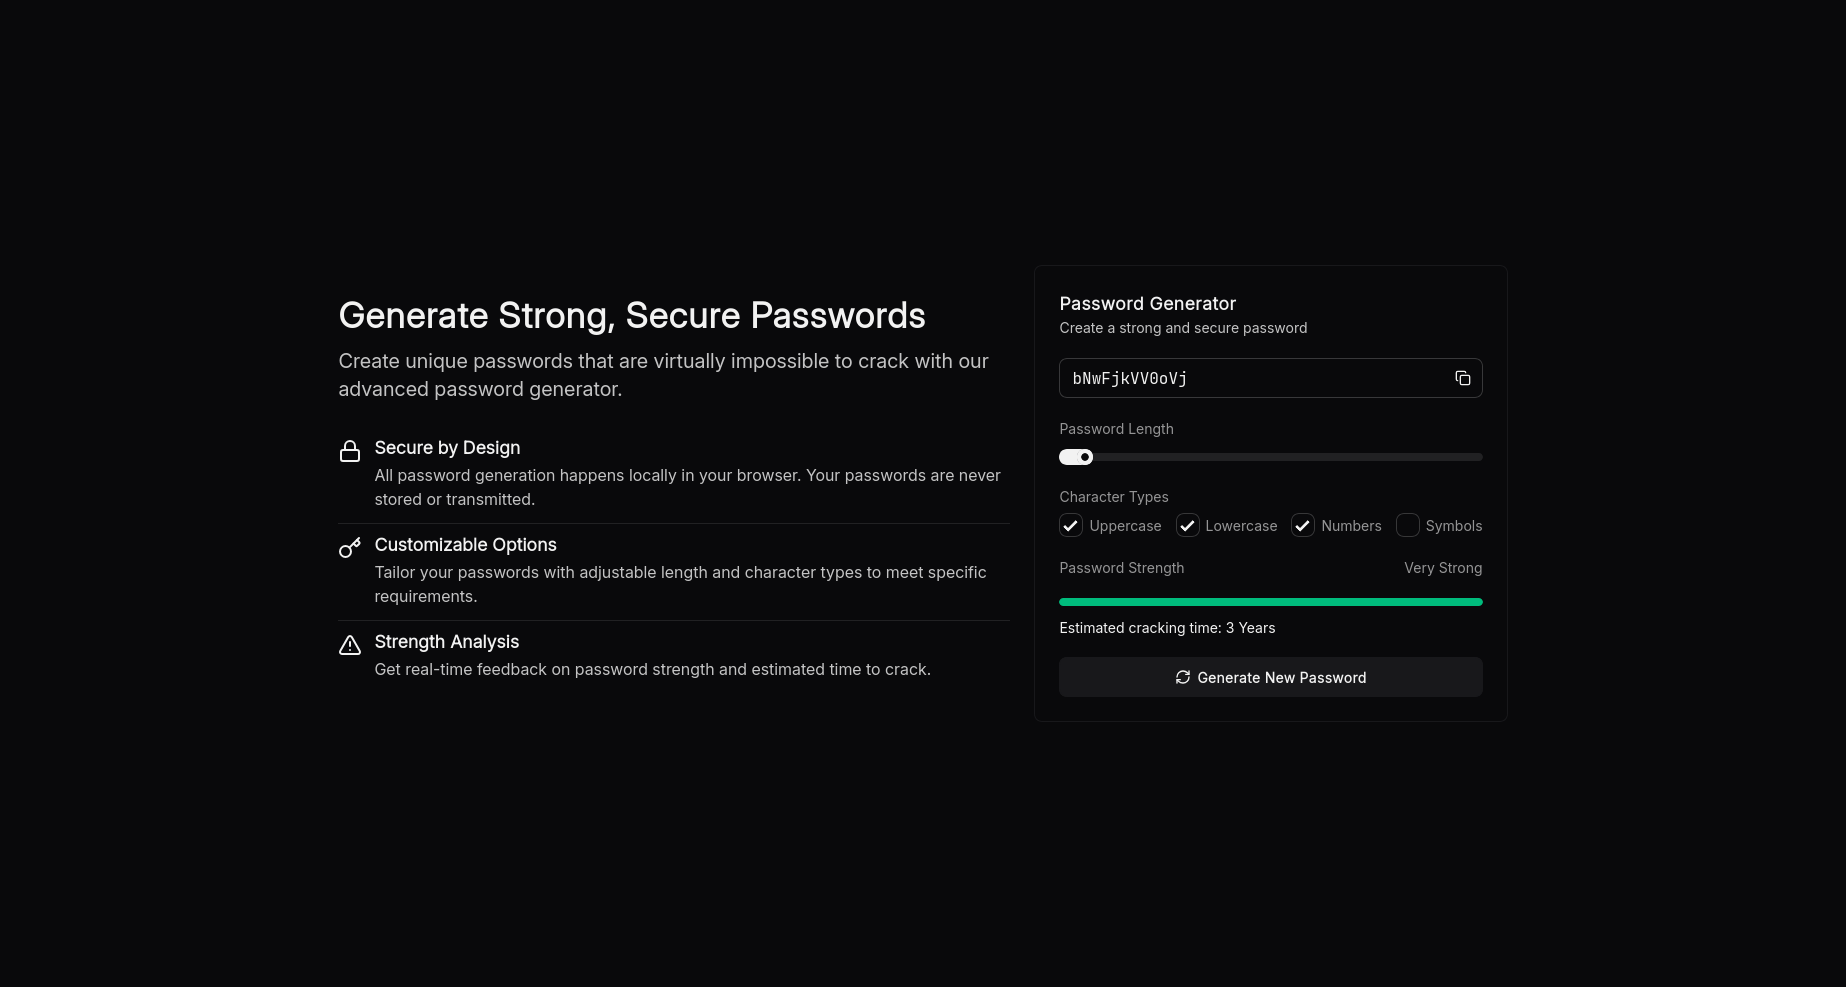 Generate Strong, Secure Passwords
Create unique passwords that are virtually impossible to crack with our
advanced password generator.
Secure by Design
All password generation happens locally in your browser. Your passwords are never
stored or transmitted.
Customizable Options
Tailor your passwords with adjustable length and character types to meet specific
requirements.
Strength Analysis
Get real-time feedback on password strength and estimated time to crack.
Password Generator
Create a strong and secure password
bNwFjkVV0oVj
Password Length
Character Types
Uppercase Lowercase Numbers Symbols
Password Strength Very Strong
Estimated cracking time: 3 Years
Generate New Password